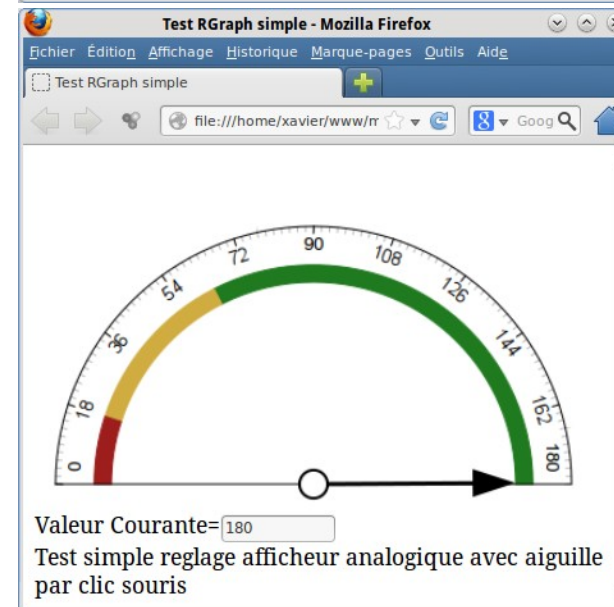 Test RGraph simple - Mozilla Firefox
Fichier Édition Affichage Historique Marque-pages Outils Aide
Test RGraph simple
file:///home/xavier/www/m
Goog
0
18
36
54
72
90
108
126
144
162
180
Valeur Courante= 180
Test simple reglage afficheur analogique avec aiguille
par clic souris